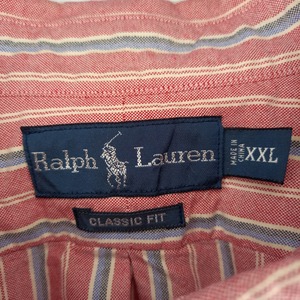 Ralph Lauren
MADE IN
CHINA
XXL
CLASSIC FIT